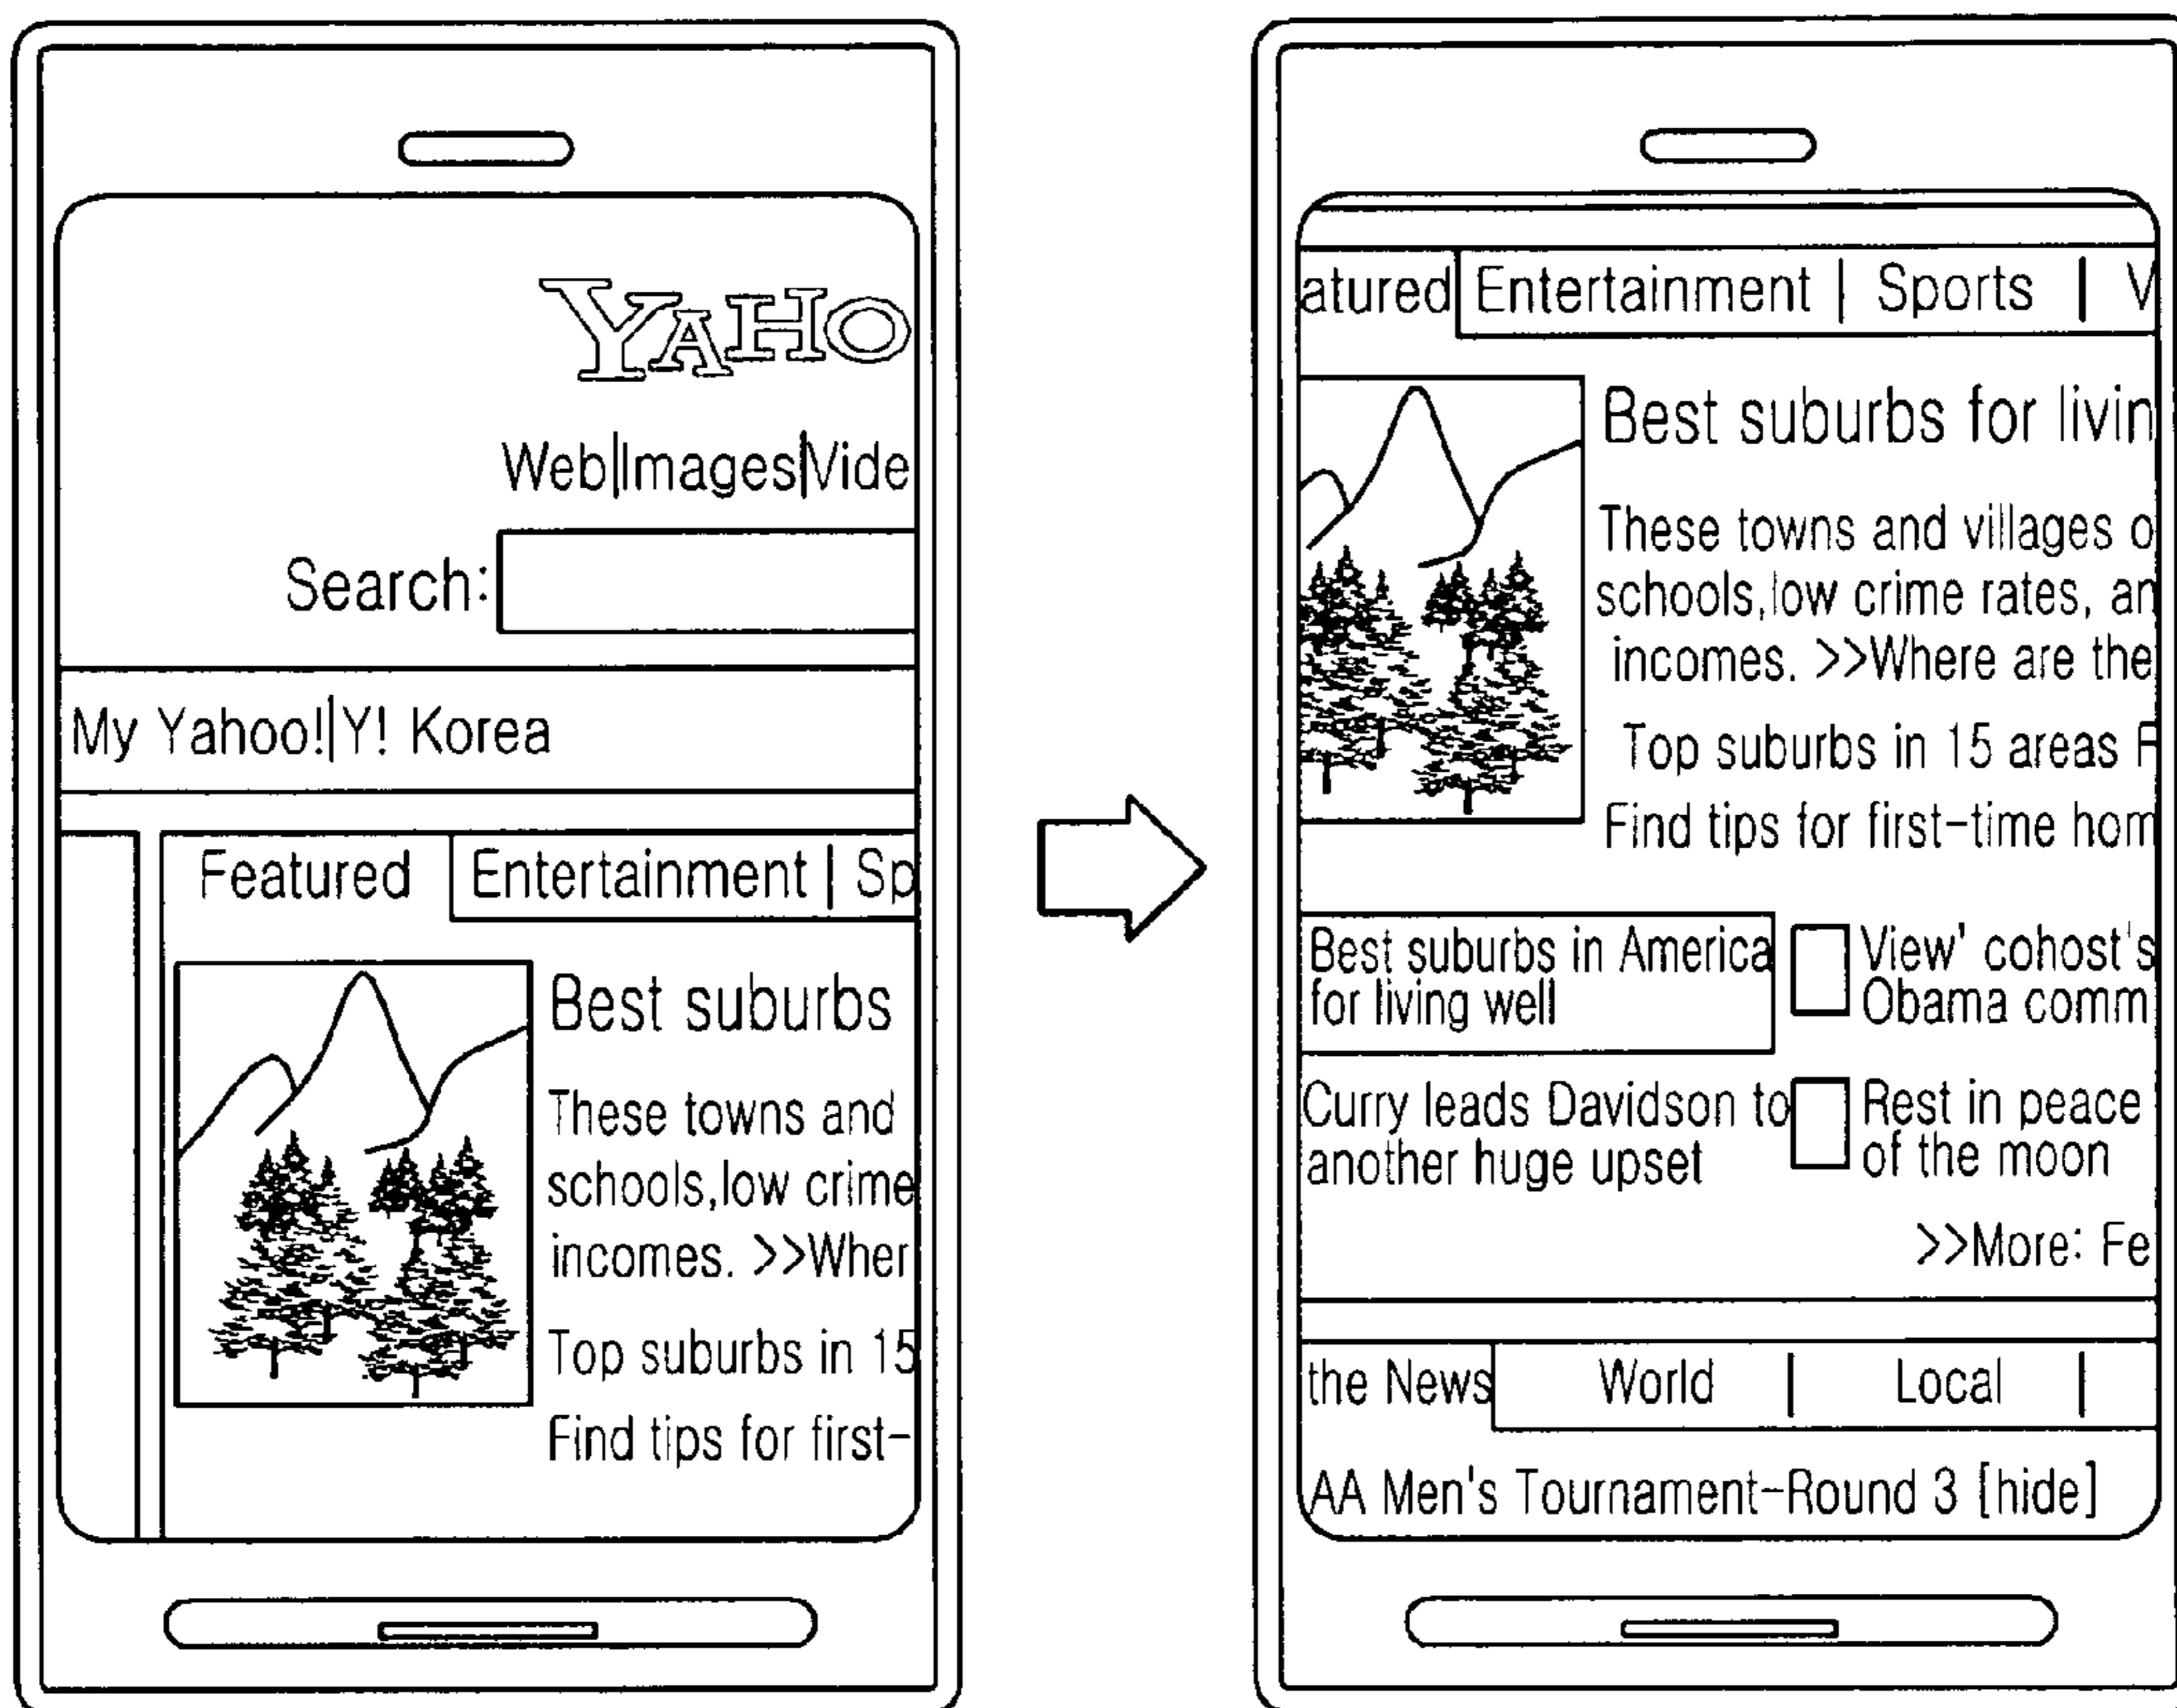 YAHO
Web|Images|Vide
Search:
My Yahoo!|Y! Korea
Featured Entertainment | Sp
Best suburbs
These towns and
schools,low crime
incomes. >>Wher
Top suburbs in 15
Find tips for first-
atured Entertainment | Sports | V
Best suburbs for livin
These towns and villages o
schools,low crime rates, an
incomes. >>Where are the
Top suburbs in 15 areas R
Find tips for first-time hom
Best suburbs in America
for living well
View' cohost's
Obama comm
Curry leads Davidson to
another huge upset
Rest in peace
of the moon
>>More: Fe
the News World | Local |
AA Men's Tournament-Round 3 [hide]